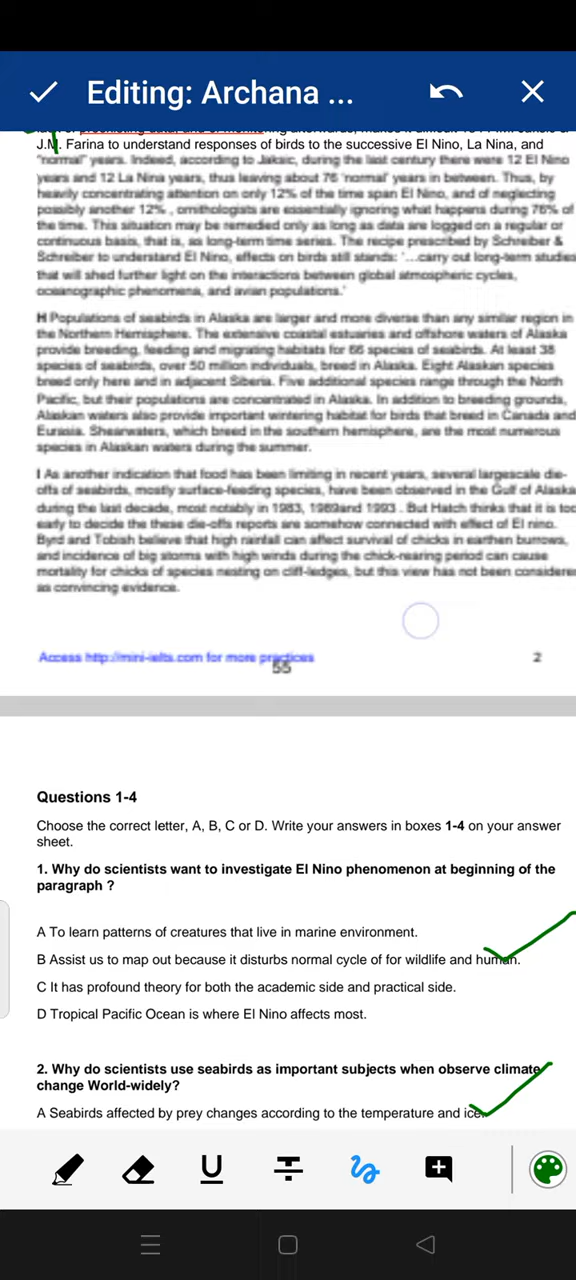 Editing: Archana ...
J.M. Farina to understand responses of birds to the successive El Nino, La Nina, and
"normal" years. Indeed, according to Jaksic, during the last century there were 12 El Nino
years and 12 La Nina years, thus leaving about 76 'normal' years in between. Thus, by
heavily concentrating attention on only 12% of the time span El Nino, and of neglecting
possibly another 12% , ornithologists are essentially ignoring what happens during 76% of
the time. This situation may be remedied only as long as data are logged on a regular or
continuous basis, that is, as long-term time series. The recipe prescribed by Schreiber &
Schreiber to understand El Nino, effects on birds still stands: '...carry out long-term studies
that will shed further light on the interactions between global atmospheric cycles,
oceanographic phenomena, and avian populations.'
H Populations of seabirds in Alaska are larger and more diverse than any similar region in
the Northern Hemisphere. The extensive coastal estuaries and offshore waters of Alaska
provide breeding, feeding and migrating habitats for 66 species of seabirds. At least 38
species of seabirds, over 50 million individuals, breed in Alaska. Eight Alaskan species
breed only here and in adjacent Siberia. Five additional species range through the North
Pacific, but their populations are concentrated in Alaska. In addition to breeding grounds,
Alaskan waters also provide important wintering habitat for birds that breed in Canada and
Eurasia. Shearwaters, which breed in the southern hemisphere, are the most numerous
species in Alaskan waters during the summer.
I As another indication that food has been limiting in recent years, several largescale die-
offs of seabirds, mostly surface-feeding species, have been observed in the Gulf of Alaska
during the last decade, most notably in 1983, 1989and 1993 . But Hatch thinks that it is too
early to decide the these die-offs reports are somehow connected with effect of El nino.
Byrd and Tobish believe that high rainfall can affect survival of chicks in earthen burrows,
and incidence of big storms with high winds during the chick-rearing period can cause
mortality for chicks of species nesting on cliff-ledges, but this view has not been considere
as convincing evidence.
Access http://mini-ielts.com for more practices
55
2
Questions 1-4
Choose the correct letter, A, B, C or D. Write your answers in boxes 1-4 on your answer
sheet.
1. Why do scientists want to investigate El Nino phenomenon at beginning of the
paragraph ?
A To learn patterns of creatures that live in marine environment.
B Assist us to map out because it disturbs normal cycle of for wildlife and human.
C It has profound theory for both the academic side and practical side.
D Tropical Pacific Ocean is where El Nino affects most.
2. Why do scientists use seabirds as important subjects when observe climate
change World-widely?
A Seabirds affected by prey changes according to the temperature and ice.